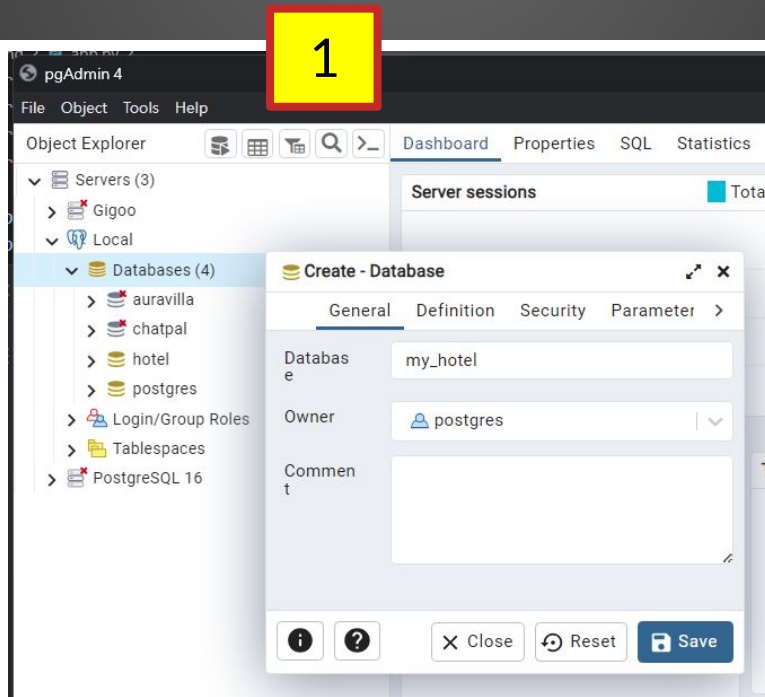 1
pgAdmin 4
File Object Tools Help
Object Explorer
Dashboard Properties SQL Statistics
Servers (3)
Server sessions
Gigoo
Local
Databases (4)
Create - Database
auravilla
General Definition Security Parameter
chatpal
hotel
Databas
e
my_hotel
postgres
Login/Group Roles
Owner
postgres
Tablespaces
PostgreSQL 16
Commen
t
Close
Reset
Save